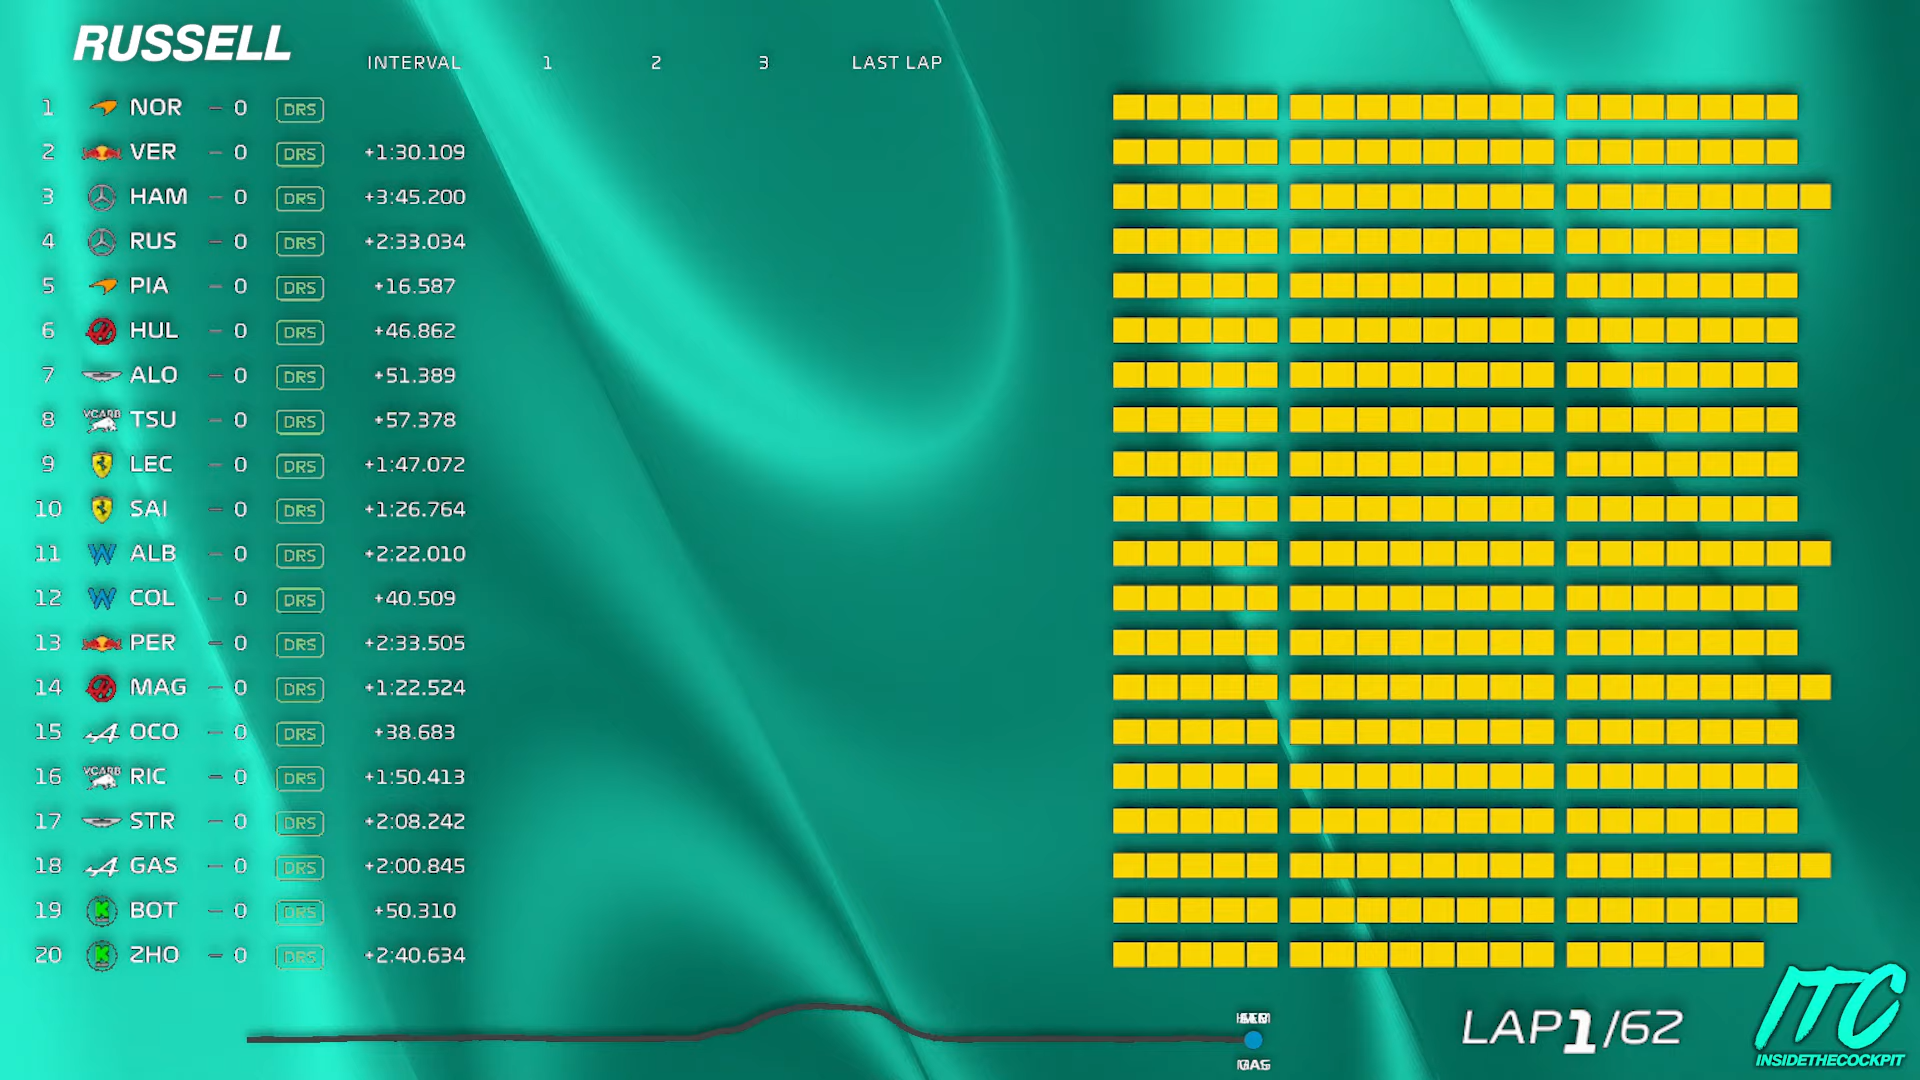 RUSSELL
INTERVAL 1 2 3 LAST LAP
1 NOR – 0 DRS
2 VER – 0 DRS +1:30.109
3 HAM – 0 DRS +3:45.200
4 RUS – 0 DRS +2:33.034
5 PIA – 0 DRS +16.587
6 HUL – 0 DRS +46.862
7 ALO – 0 DRS +51.389
8 VCARB TSU – 0 DRS +57.378
9 LEC – 0 DRS +1:47.072
10 SAI – 0 DRS +1:26.764
11 ALB – 0 DRS +2:22.010
12 COL – 0 DRS +40.509
13 PER – 0 DRS +2:33.505
14 MAG – 0 DRS +1:22.524
15 OCO – 0 DRS +38.683
16 VCARB RIC – 0 DRS +1:50.413
17 STR – 0 DRS +2:08.242
18 GAS – 0 DRS +2:00.845
19 BOT – 0 DRS +50.310
20 ZHO – 0 DRS +2:40.634
LAP 1/62
ITC
INSIDETHECOCKPIT